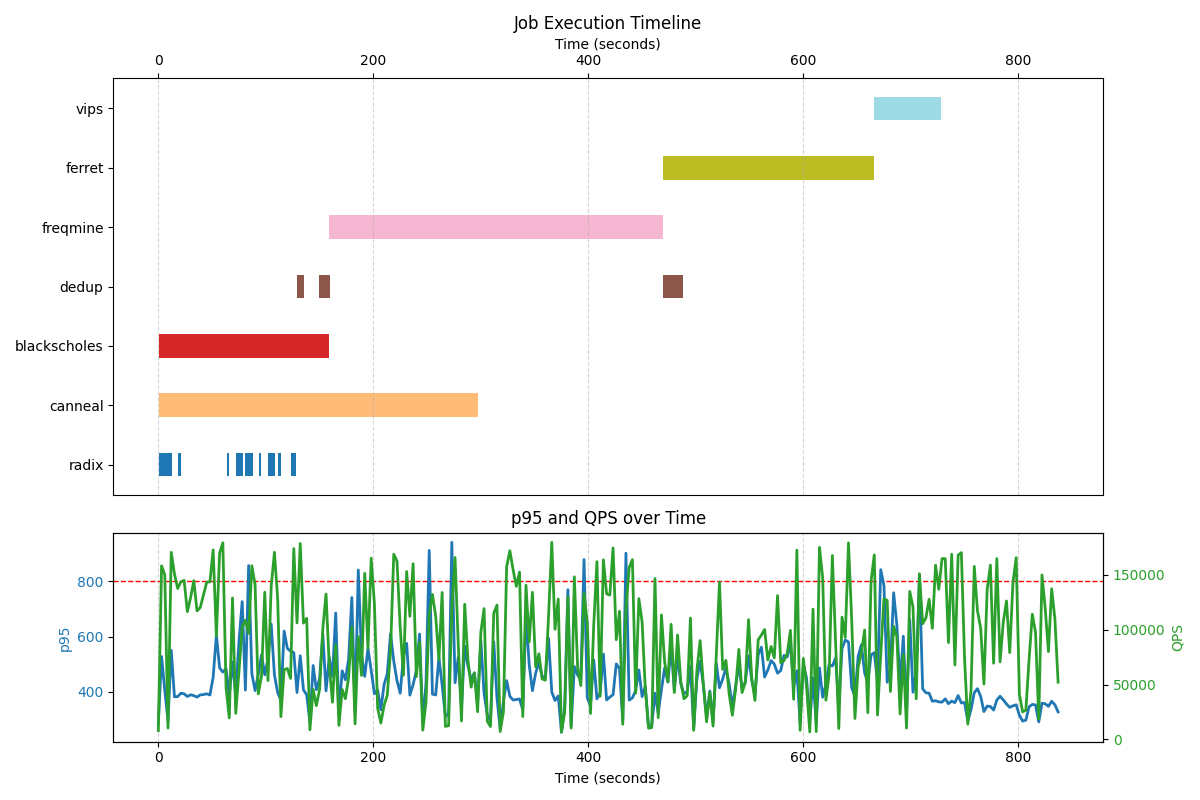 Job Execution Timeline
Time (seconds)
0 200 400 600 800
vips
ferret
freqmine
dedup
blackscholes
canneal
radix
p95 and QPS over Time
800
600
400
p95
150000
100000
50000
0
QPS
0 200 400 600 800
Time (seconds)